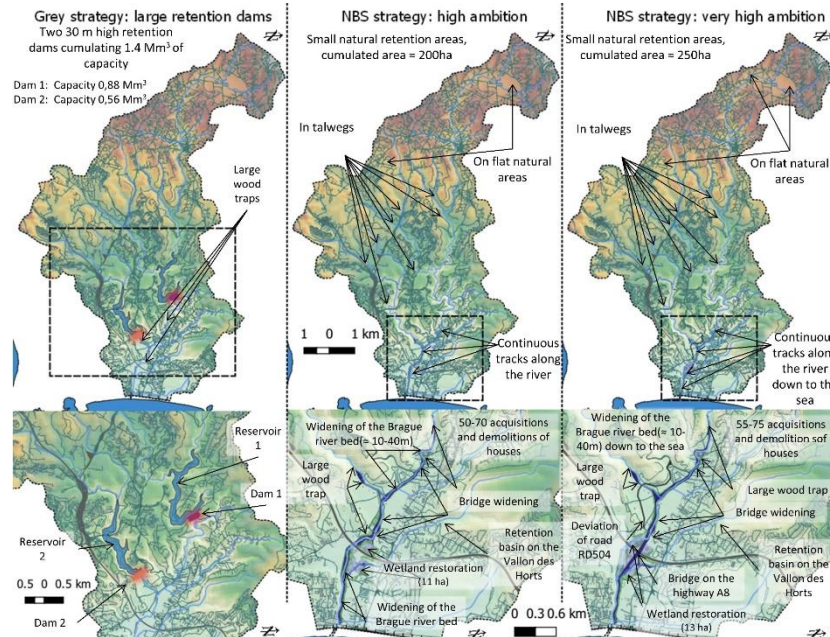 Grey strategy: large retention dams
Two 30 m high retention
dams cumulating 1.4 Mm³ of
capacity
Dam 1: Capacity 0,88 Mm³
Dam 2: Capacity 0,56 Mm³
Large
wood
traps
Reservoir
1
Dam 1
Reservoir
2
0.5 0 0.5 km
Dam 2
NBS strategy: high ambition
Small natural retention areas,
cumulated area = 200ha
In talwegs
On flat natural
areas
1 0 1 km
Continuous
tracks along
the river
Widening of the Brague
river bed(≈ 10-40m)
50-70 acquisitions
and demolitions of
houses
Large
wood
trap
Bridge widening
Retention
basin on the
Vallon des
Horts
Wetland restoration
(11 ha)
Widening of the
Brague river bed
0 0.3 0.6 km
NBS strategy: very high ambition
Small natural retention areas,
cumulated area = 250ha
In talwegs
On flat natural
areas
Continuous
tracks along
the river
down to the
sea
Widening of the Brague
river bed(≈ 10-
40m) down to the sea
55-75 acquisitions
and demolition sof
houses
Large
wood
trap
Large wood trap
Bridge widening
Deviation
of road
RD504
Retention
basin on the
Vallon des
Horts
Bridge on the
highway A8
Wetland restoration
(13 ha)